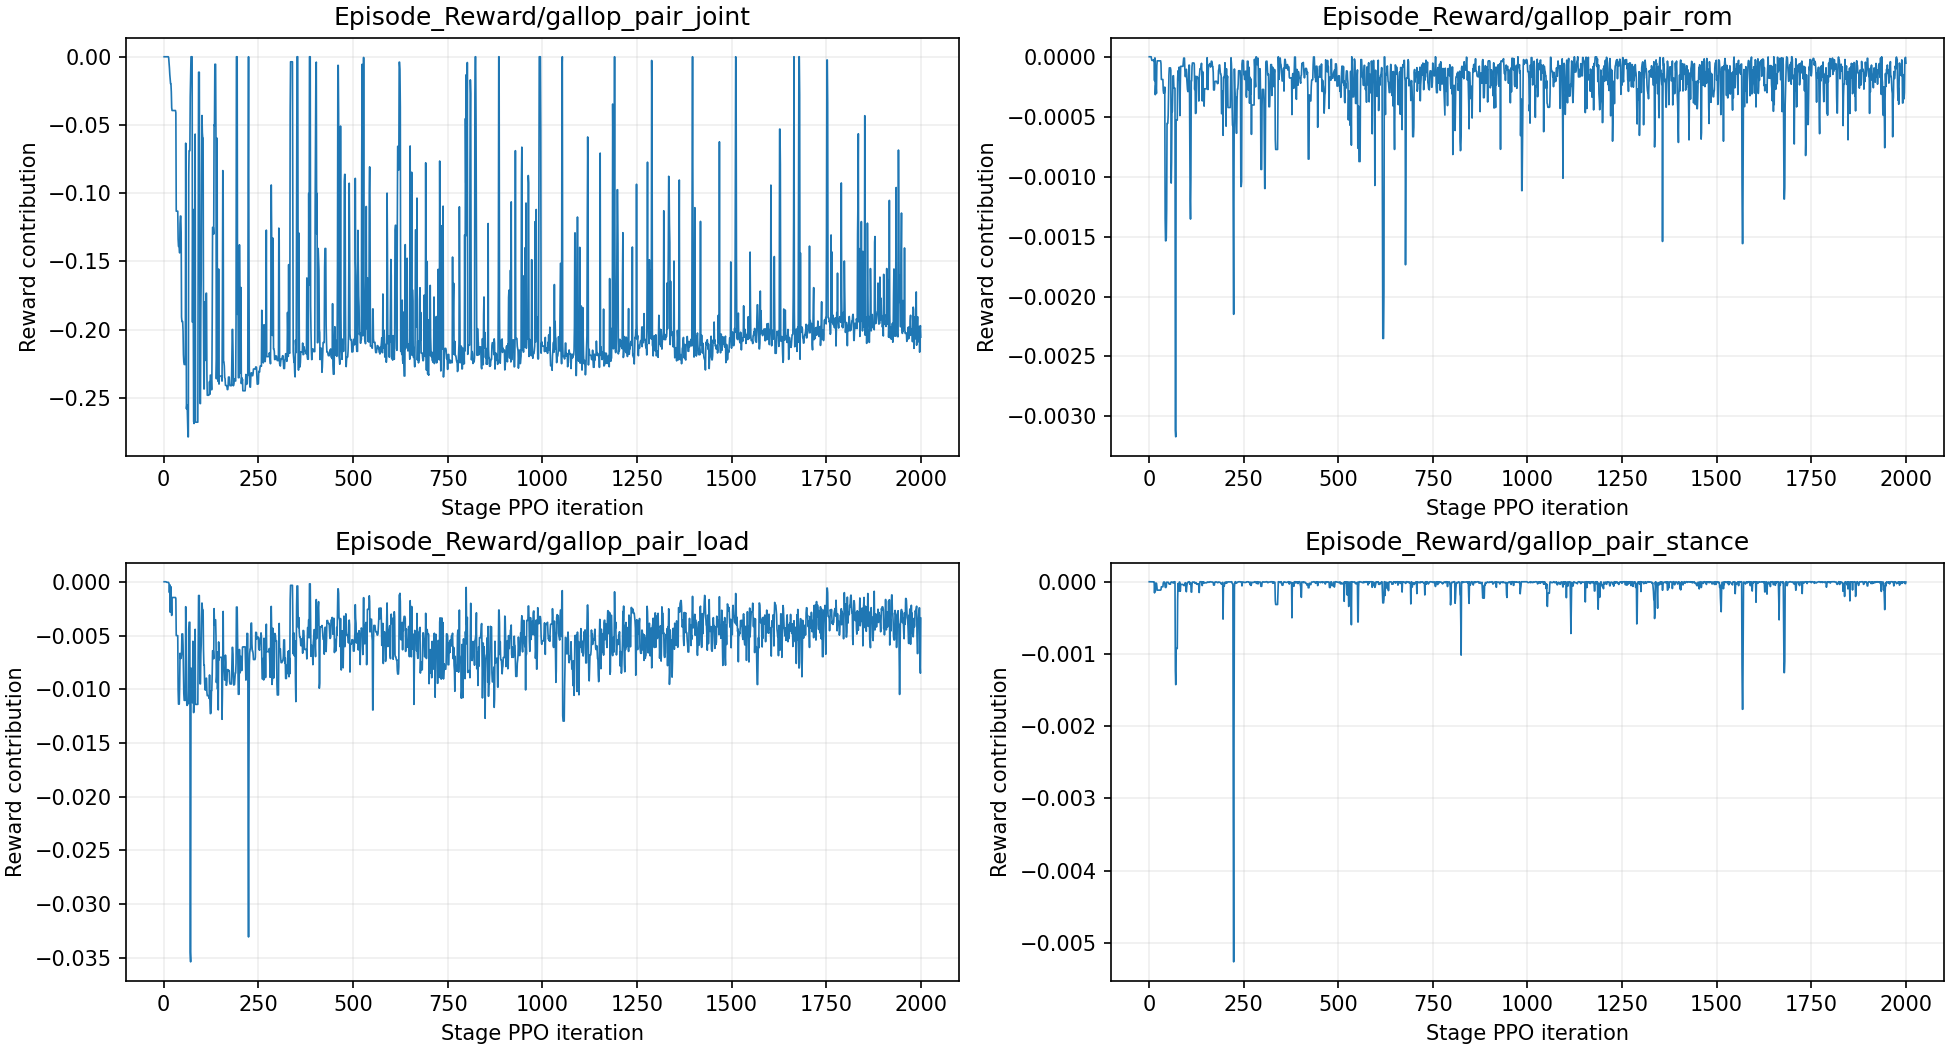 Episode_Reward/gallop_pair_joint
Reward contribution
0.00
−0.05
−0.10
−0.15
−0.20
−0.25
0 250 500 750 1000 1250 1500 1750 2000
Stage PPO iteration
Episode_Reward/gallop_pair_rom
Reward contribution
0.0000
−0.0005
−0.0010
−0.0015
−0.0020
−0.0025
−0.0030
0 250 500 750 1000 1250 1500 1750 2000
Stage PPO iteration
Episode_Reward/gallop_pair_load
Reward contribution
0.000
−0.005
−0.010
−0.015
−0.020
−0.025
−0.030
−0.035
0 250 500 750 1000 1250 1500 1750 2000
Stage PPO iteration
Episode_Reward/gallop_pair_stance
Reward contribution
0.000
−0.001
−0.002
−0.003
−0.004
−0.005
0 250 500 750 1000 1250 1500 1750 2000
Stage PPO iteration